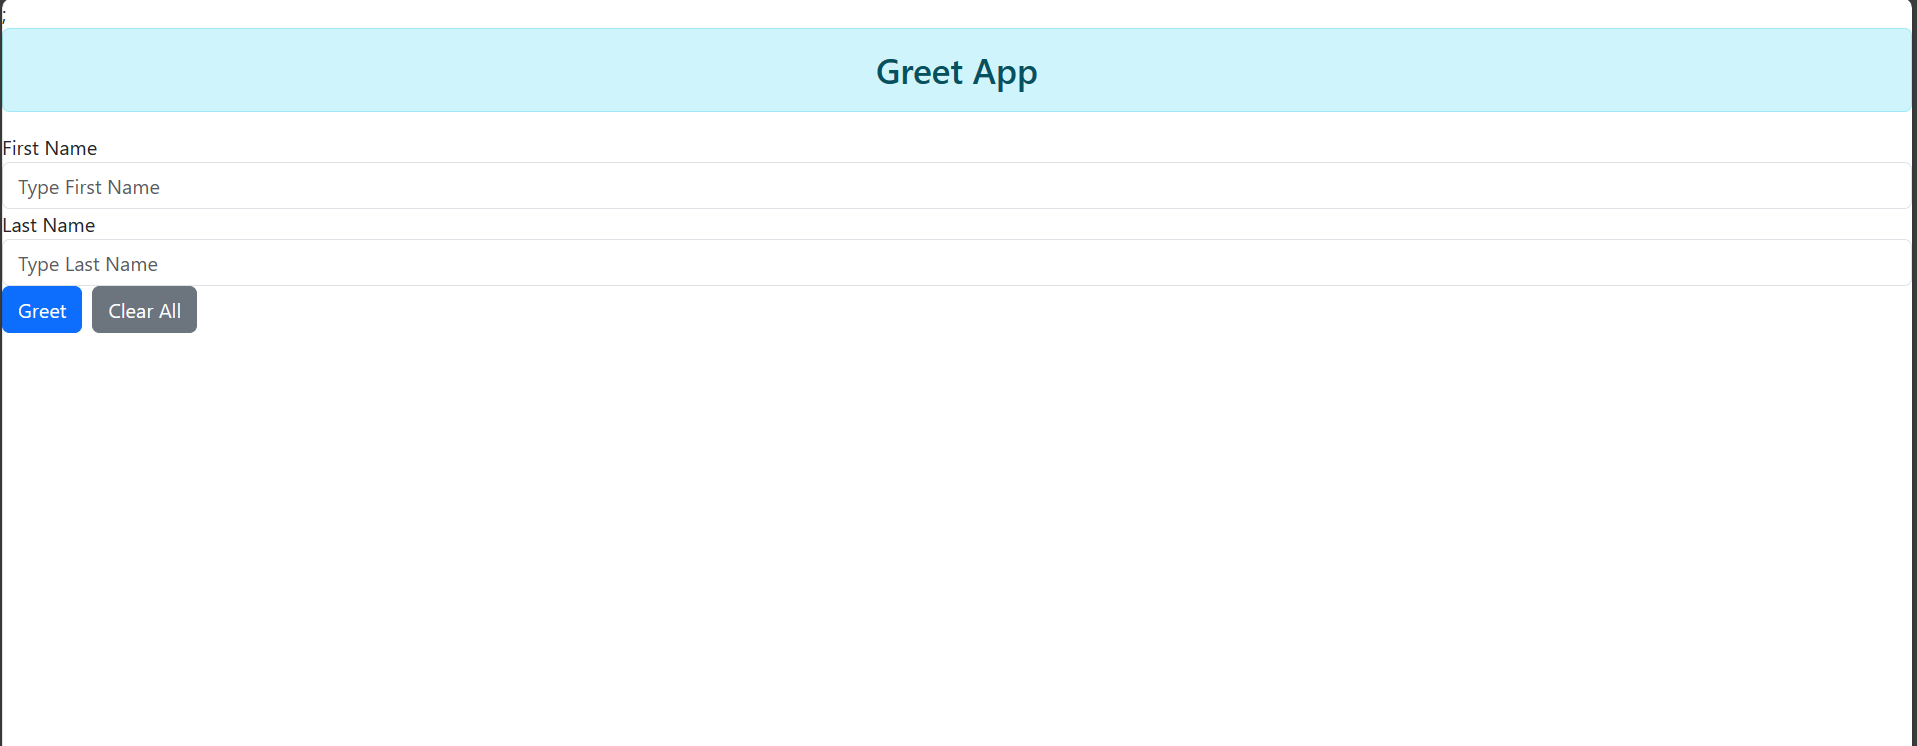 ;
Greet App
First Name
Type First Name
Last Name
Type Last Name
Greet Clear All